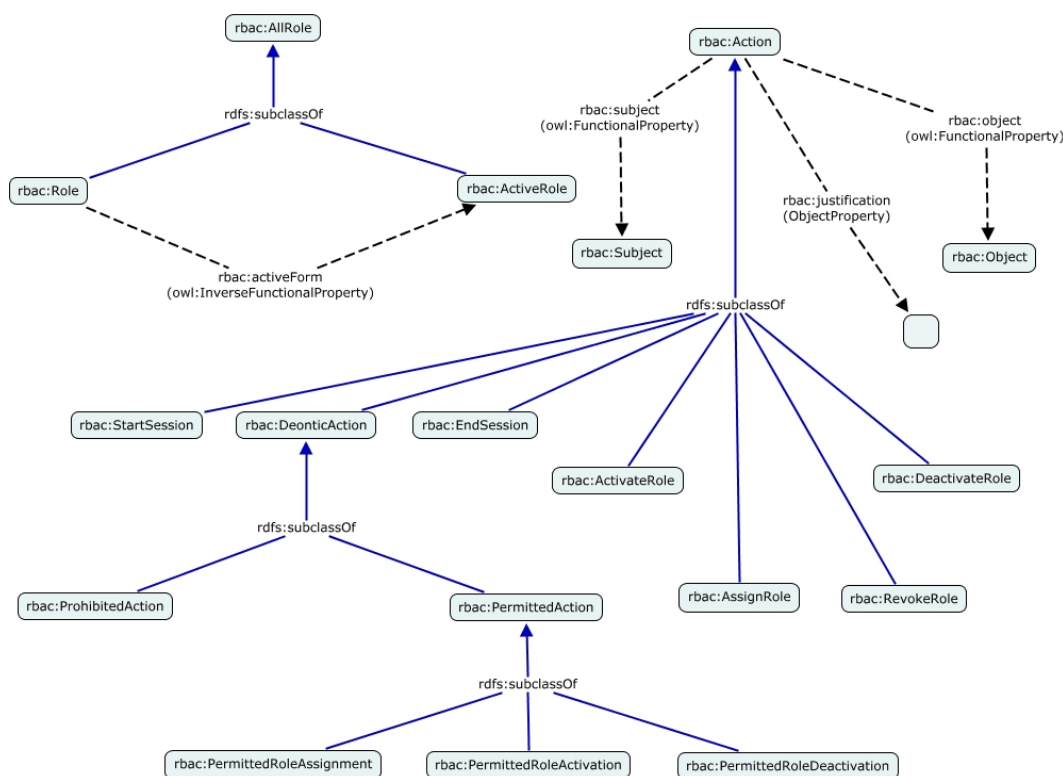 rbac:AllRole
rbac:Action
rbac:subject
(owl:FunctionalProperty)
rbac:object
(owl:FunctionalProperty)
rdfs:subclassOf
rbac:Role
rbac:ActiveRole
rbac:justification
(ObjectProperty)
rbac:Subject
rbac:Object
rbac:activeForm
(owl:InverseFunctionalProperty)
rdfs:subclassOf
rbac:StartSession
rbac:DeonticAction
rbac:EndSession
rbac:ActivateRole
rbac:DeactivateRole
rdfs:subclassOf
rbac:ProhibitedAction
rbac:PermittedAction
rbac:AssignRole
rbac:RevokeRole
rdfs:subclassOf
rbac:PermittedRoleAssignment
rbac:PermittedRoleActivation
rbac:PermittedRoleDeactivation